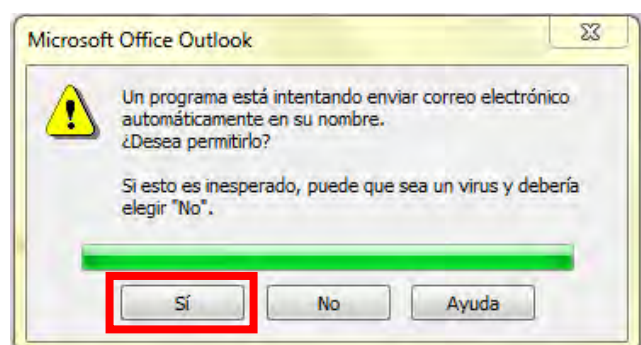 Microsoft Office Outlook
Un programa está intentando enviar correo electrónico
automáticamente en su nombre.
¿Desea permitirlo?
Si esto es inesperado, puede que sea un virus y debería
elegir "No".
Sí No Ayuda